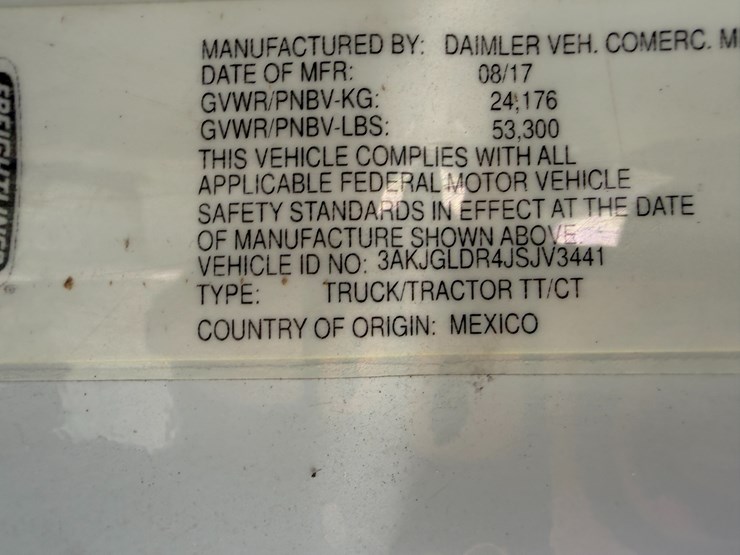 FREIGHTLINER
MANUFACTURED BY: DAIMLER VEH. COMERC. M
DATE OF MFR: 08/17
GVWR/PNBV-KG: 24,176
GVWR/PNBV-LBS: 53,300
THIS VEHICLE COMPLIES WITH ALL
APPLICABLE FEDERAL MOTOR VEHICLE
SAFETY STANDARDS IN EFFECT AT THE DATE
OF MANUFACTURE SHOWN ABOVE.
VEHICLE ID NO: 3AKJGLDR4JSJV3441
TYPE: TRUCK/TRACTOR TT/CT
COUNTRY OF ORIGIN: MEXICO